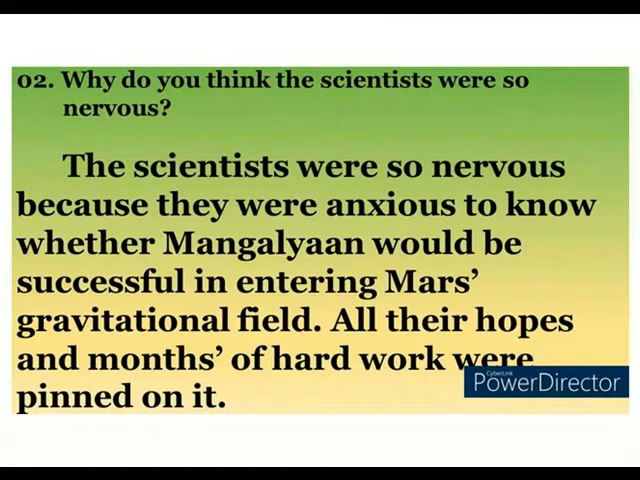 02. Why do you think the scientists were so
nervous?
The scientists were so nervous
because they were anxious to know
whether Mangalyaan would be
successful in entering Mars’
gravitational field. All their hopes
and months’ of hard work were
pinned on it.
CyberLink
PowerDirector